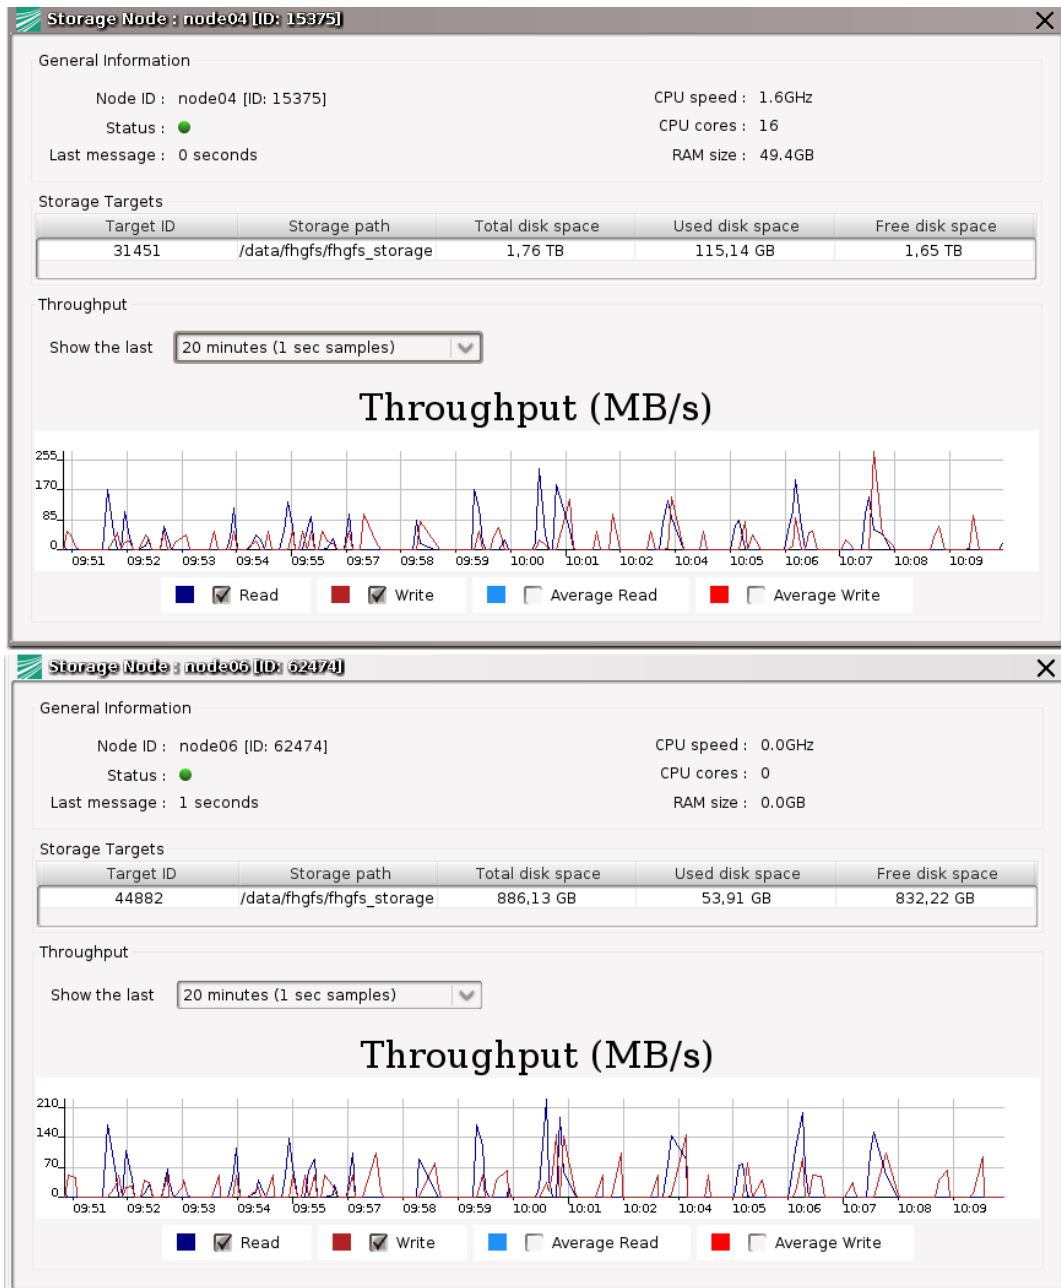 Storage Node : node04 [ID: 15375]
General Information
Node ID : node04 [ID: 15375] CPU speed : 1.6GHz
Status : CPU cores : 16
Last message : 0 seconds RAM size : 49.4GB
Storage Targets
Target ID Storage path Total disk space Used disk space Free disk space
31451 /data/fhgfs/fhgfs_storage 1,76 TB 115,14 GB 1,65 TB
Throughput
Show the last 20 minutes (1 sec samples)
Throughput (MB/s)
255
170
85
0
09:51 09:52 09:53 09:54 09:55 09:56 09:57 09:58 09:59 10:00 10:01 10:02 10:04 10:04 10:05 10:06 10:07 10:08 10:09
Read Write Average Read Average Write
Storage Node : node06 [ID: 62474]
General Information
Node ID : node06 [ID: 62474] CPU speed : 0.0GHz
Status : CPU cores : 0
Last message : 1 seconds RAM size : 0.0GB
Storage Targets
Target ID Storage path Total disk space Used disk space Free disk space
44882 /data/fhgfs/fhgfs_storage 886,13 GB 53,91 GB 832,22 GB
Throughput
Show the last 20 minutes (1 sec samples)
Throughput (MB/s)
210
140
70
0
09:51 09:52 09:53 09:54 09:55 09:56 09:57 09:58 09:59 10:00 10:01 10:02 10:04 10:05 10:06 10:07 10:08 10:09
Read Write Average Read Average Write